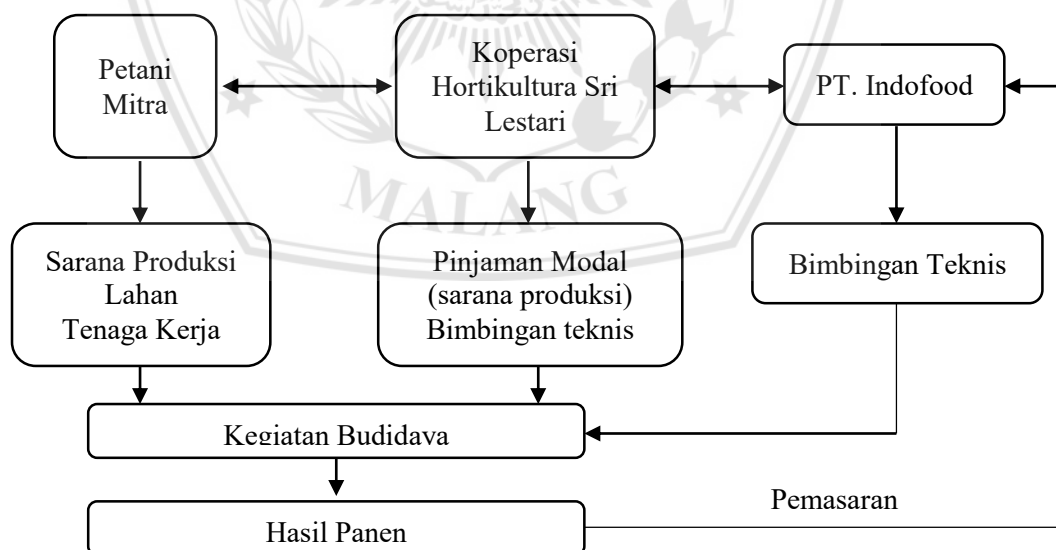 Petani
Mitra
Koperasi
Hortikultura Sri
Lestari
PT. Indofood
MALANG
Sarana Produksi
Lahan
Tenaga Kerja
Pinjaman Modal
(sarana produksi)
Bimbingan teknis
Bimbingan Teknis
Kegiatan Budidaya
Pemasaran
Hasil Panen